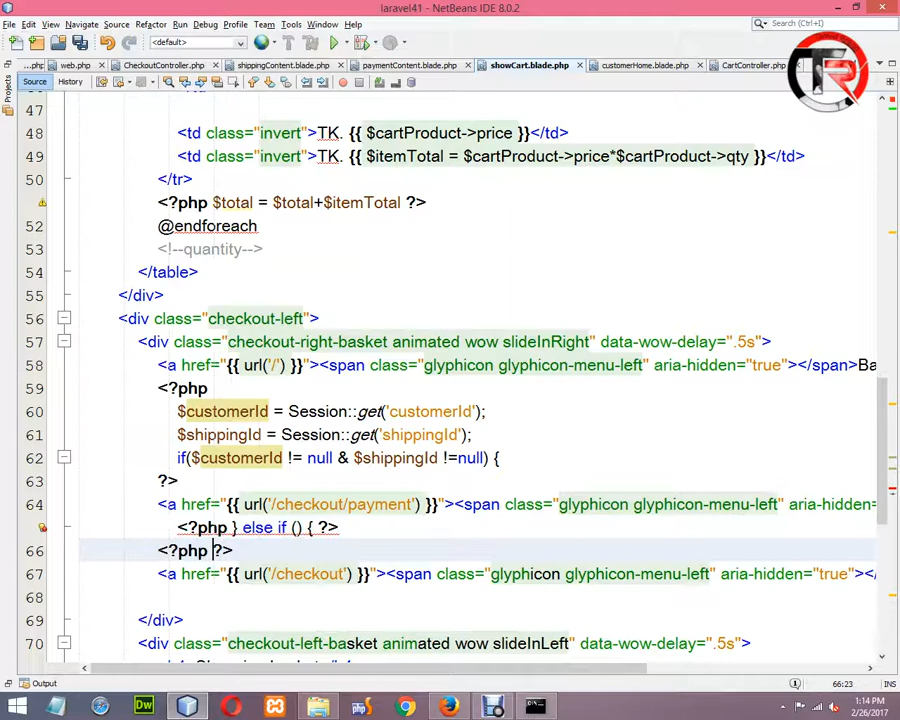 laravel41 - NetBeans IDE 8.0.2
File Edit View Navigate Source Refactor Run Debug Profile Team Tools Window Help
Search (Ctrl+I)
<default>
...php web.php CheckoutController.php shippingContent.blade.php paymentContent.blade.php showCart.blade.php customerHome.blade.php CartController.php
Source History
Projects
TR
47
48 <td class="invert">TK. {{ $cartProduct->price }}</td>
49 <td class="invert">TK. {{ $itemTotal = $cartProduct->price*$cartProduct->qty }}</td>
50 </tr>
<?php $total = $total+$itemTotal ?>
52 @endforeach
53 <!--quantity-->
54 </table>
55 </div>
56 <div class="checkout-left">
57 <div class="checkout-right-basket animated wow slideInRight" data-wow-delay=".5s">
58 <a href="{{ url('/') }}"><span class="glyphicon glyphicon-menu-left" aria-hidden="true"></span>Ba
59 <?php
60 $customerId = Session::get('customerId');
61 $shippingId = Session::get('shippingId');
62 if($customerId != null & $shippingId !=null) {
63 ?>
64 <a href="{{ url('/checkout/payment') }}"><span class="glyphicon glyphicon-menu-left" aria-hidden=
<?php } else if () { ?>
66 <?php ?>
67 <a href="{{ url('/checkout') }}"><span class="glyphicon glyphicon-menu-left" aria-hidden="true"></
68
69 </div>
70 <div class="checkout-left-basket animated wow slideInLeft" data-wow-delay=".5s">
Output
66:23
1:14 PM
2/26/2017